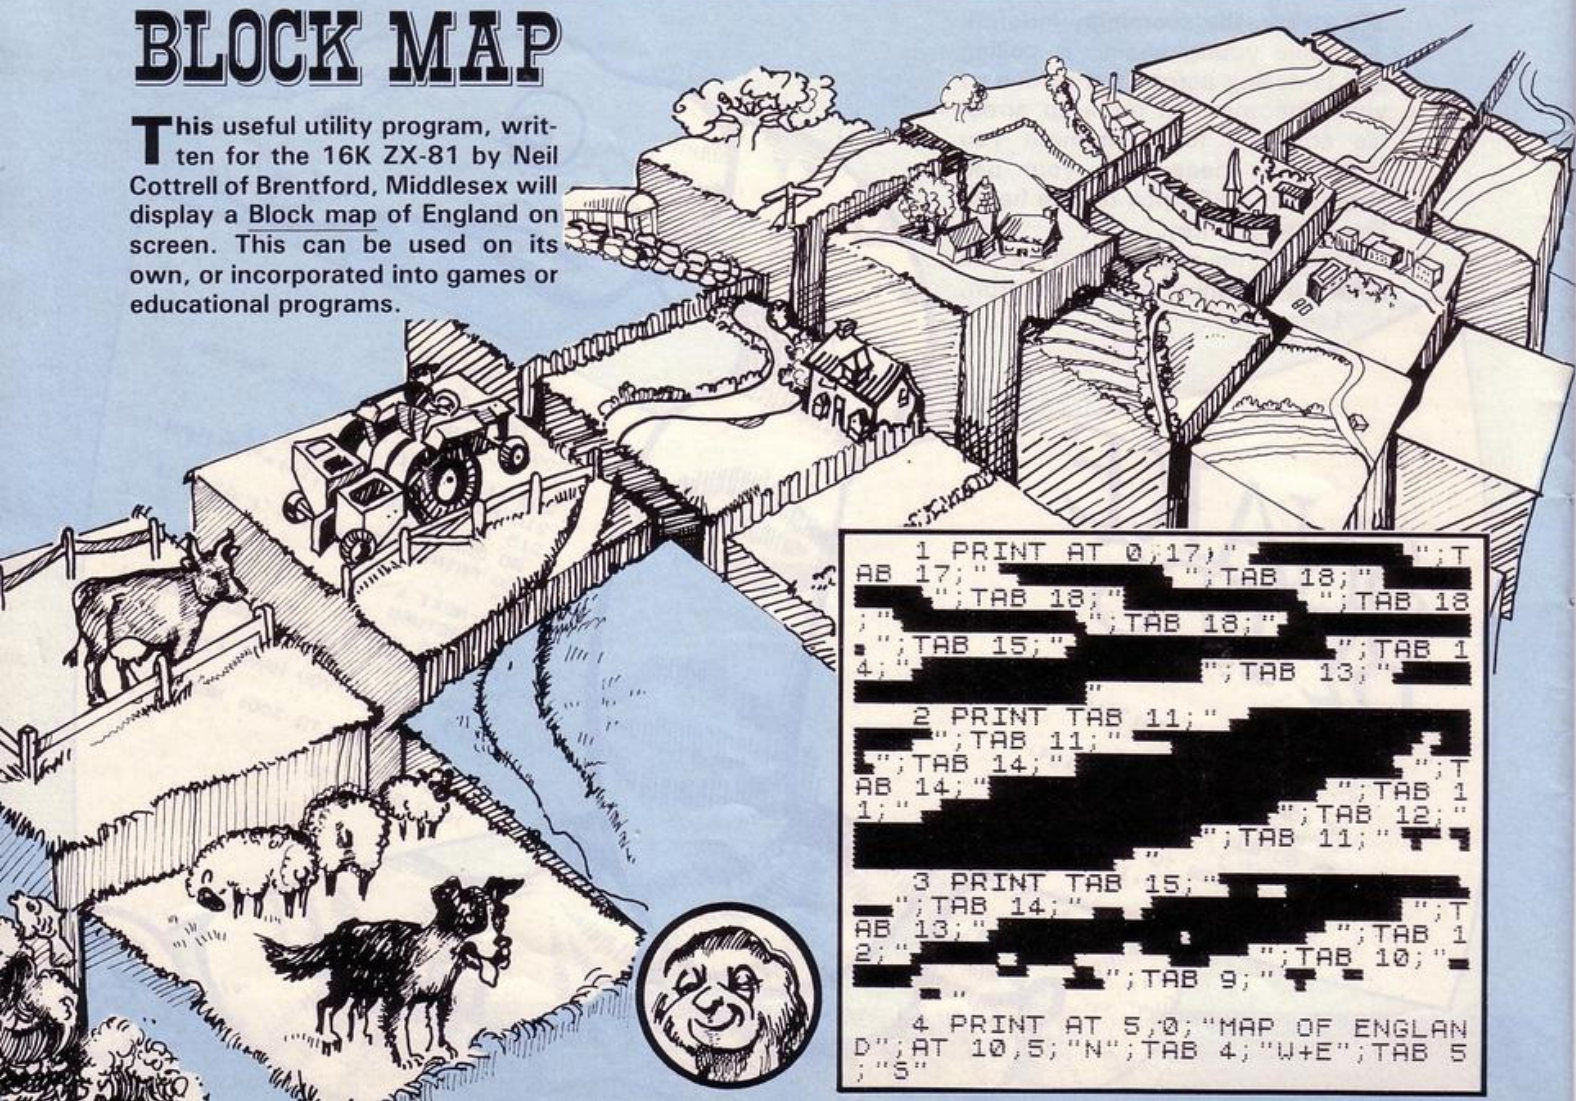 BLOCK MAP
This useful utility program, writ-
ten for the 16K ZX-81 by Neil
Cottrell of Brentford, Middlesex will
display a Block map of England on
screen. This can be used on its
own, or incorporated into games or
educational programs.
1 PRINT AT 0,17;" ";T
AB 17;" ";TAB 18;"
";TAB 18;" ";TAB 18
;" ";TAB 18;"
";TAB 15;" ";TAB 1
4;" ";TAB 13;"
"
2 PRINT TAB 11;"
";TAB 11;"
";TAB 14;" ";T
AB 14;" ";TAB 1
1;" ";TAB 12;"
";TAB 11;"
"
3 PRINT TAB 15;"
";TAB 14;" ";T
AB 13;" ";TAB 1
2;" ";TAB 10;"
";TAB 9;"
"
4 PRINT AT 5,0;"MAP OF ENGLAN
D";AT 10,5;"N";TAB 4;"W+E";TAB 5
;"S"